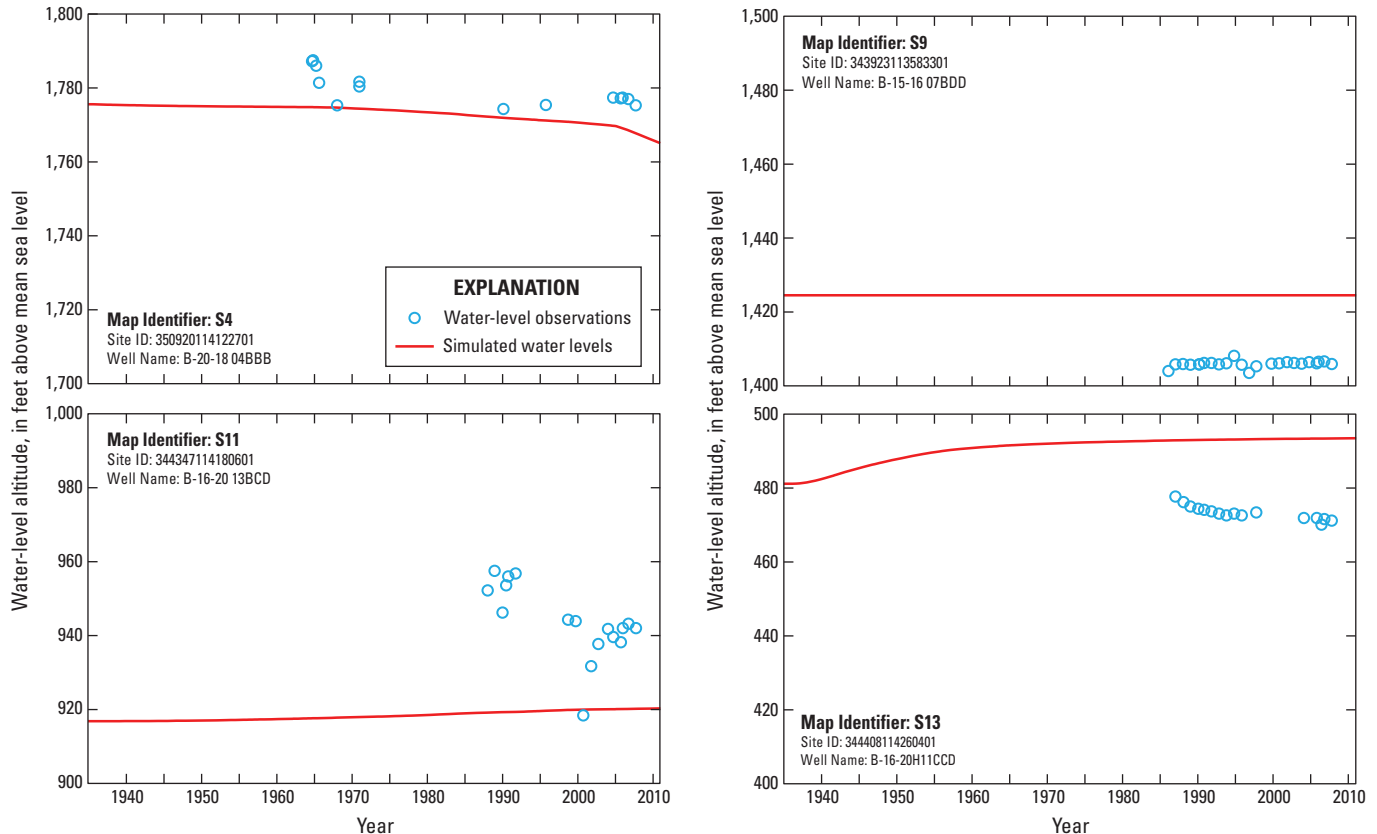 Water-level altitude, in feet above mean sea level
1,800
1,780
1,760
1,740
1,720
1,700
Map Identifier: S4
Site ID: 350920114122701
Well Name: B-20-18 04BBB
EXPLANATION
Water-level observations
Simulated water levels
1,000
980
960
940
920
900
Map Identifier: S11
Site ID: 344347114180601
Well Name: B-16-20 13BCD
1940 1950 1960 1970 1980 1990 2000 2010
Year
Water-level altitude, in feet above mean sea level
1,500
1,480
1,460
1,440
1,420
1,400
Map Identifier: S9
Site ID: 343923113583301
Well Name: B-15-16 07BDD
500
480
460
440
420
400
Map Identifier: S13
Site ID: 344408114260401
Well Name: B-16-20H11CCD
1940 1950 1960 1970 1980 1990 2000 2010
Year